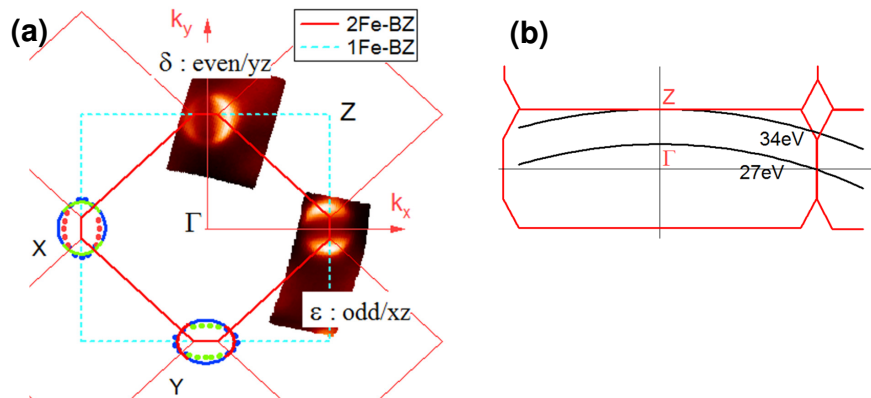 (a)
k_y
2Fe-BZ
1Fe-BZ
δ : even/yz
Z
Γ
k_x
X
ε : odd/xz
Y
(b)
Z
34eV
Γ
27eV